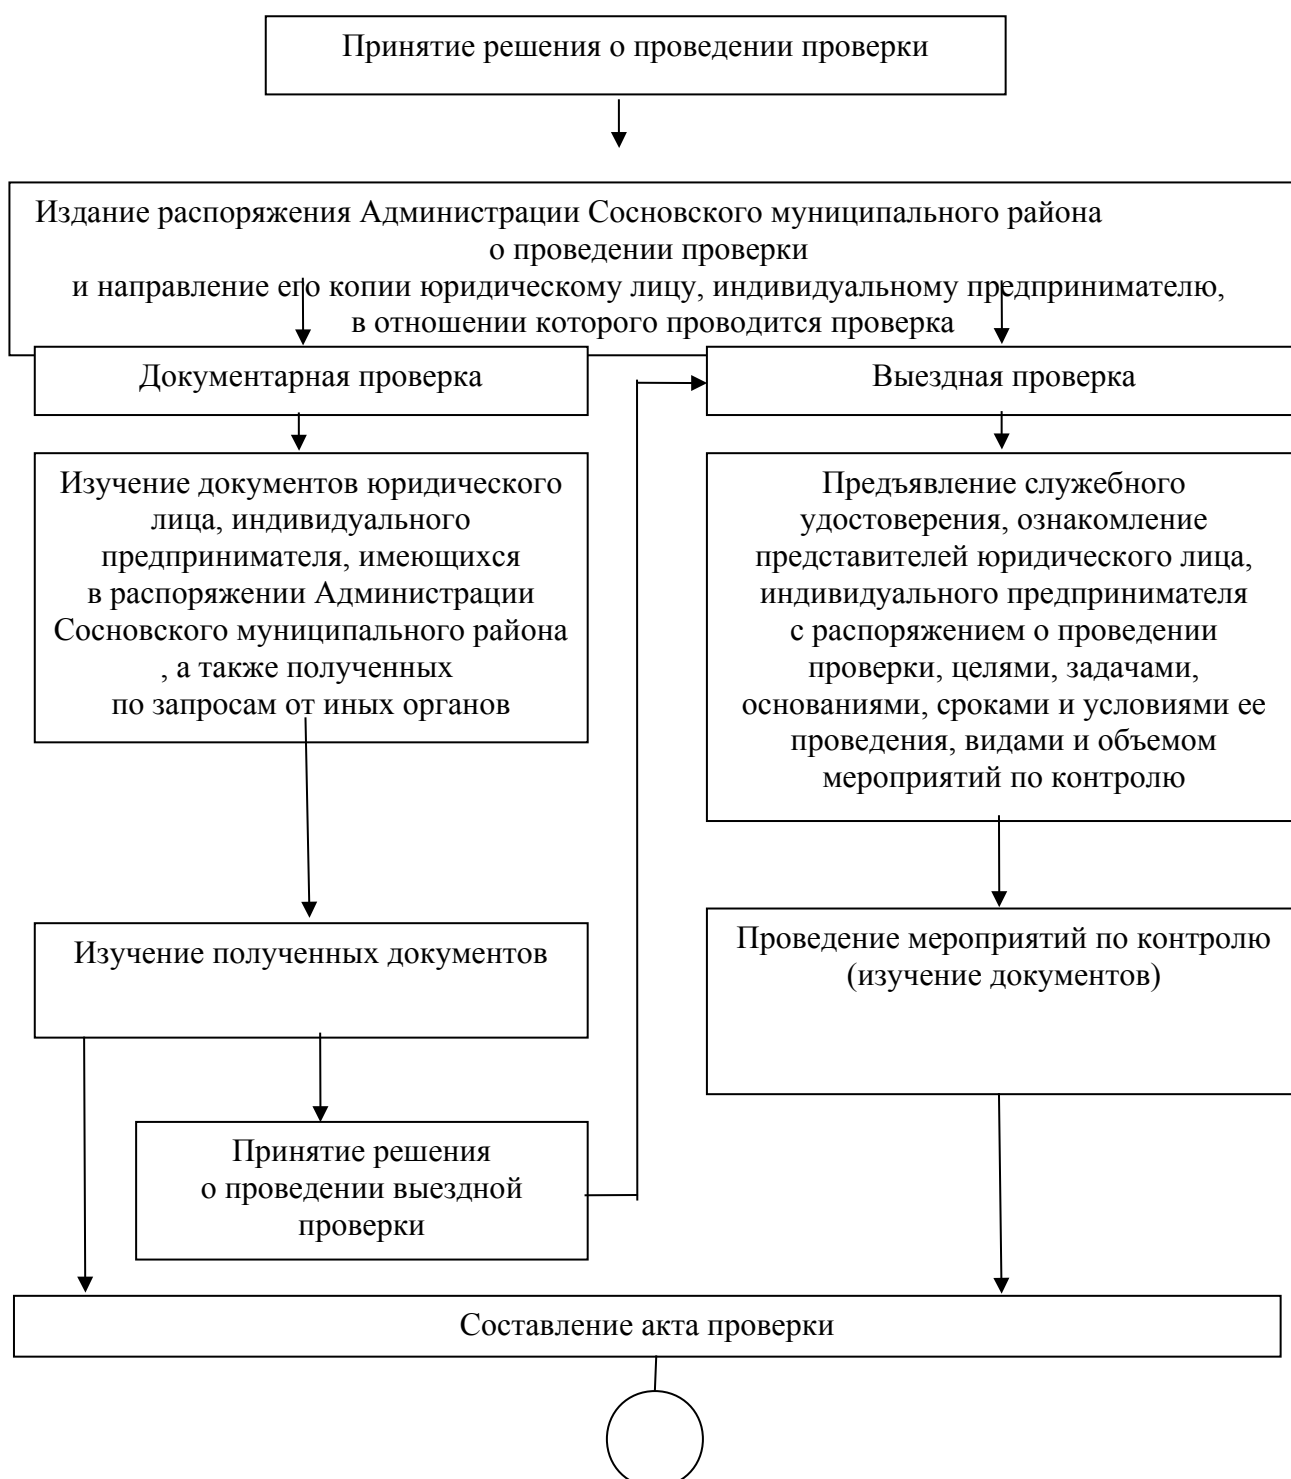 Принятие решения о проведении проверки
Издание распоряжения Администрации Сосновского муниципального района
о проведении проверки
и направление его копии юридическому лицу, индивидуальному предпринимателю,
в отношении которого проводится проверка
Документарная проверка
Выездная проверка
Изучение документов юридического
лица, индивидуального
предпринимателя, имеющихся
в распоряжении Администрации
Сосновского муниципального района
, а также полученных
по запросам от иных органов
Предъявление служебного
удостоверения, ознакомление
представителей юридического лица,
индивидуального предпринимателя
с распоряжением о проведении
проверки, целями, задачами,
основаниями, сроками и условиями ее
проведения, видами и объемом
мероприятий по контролю
Изучение полученных документов
Проведение мероприятий по контролю
(изучение документов)
Принятие решения
о проведении выездной
проверки
Составление акта проверки